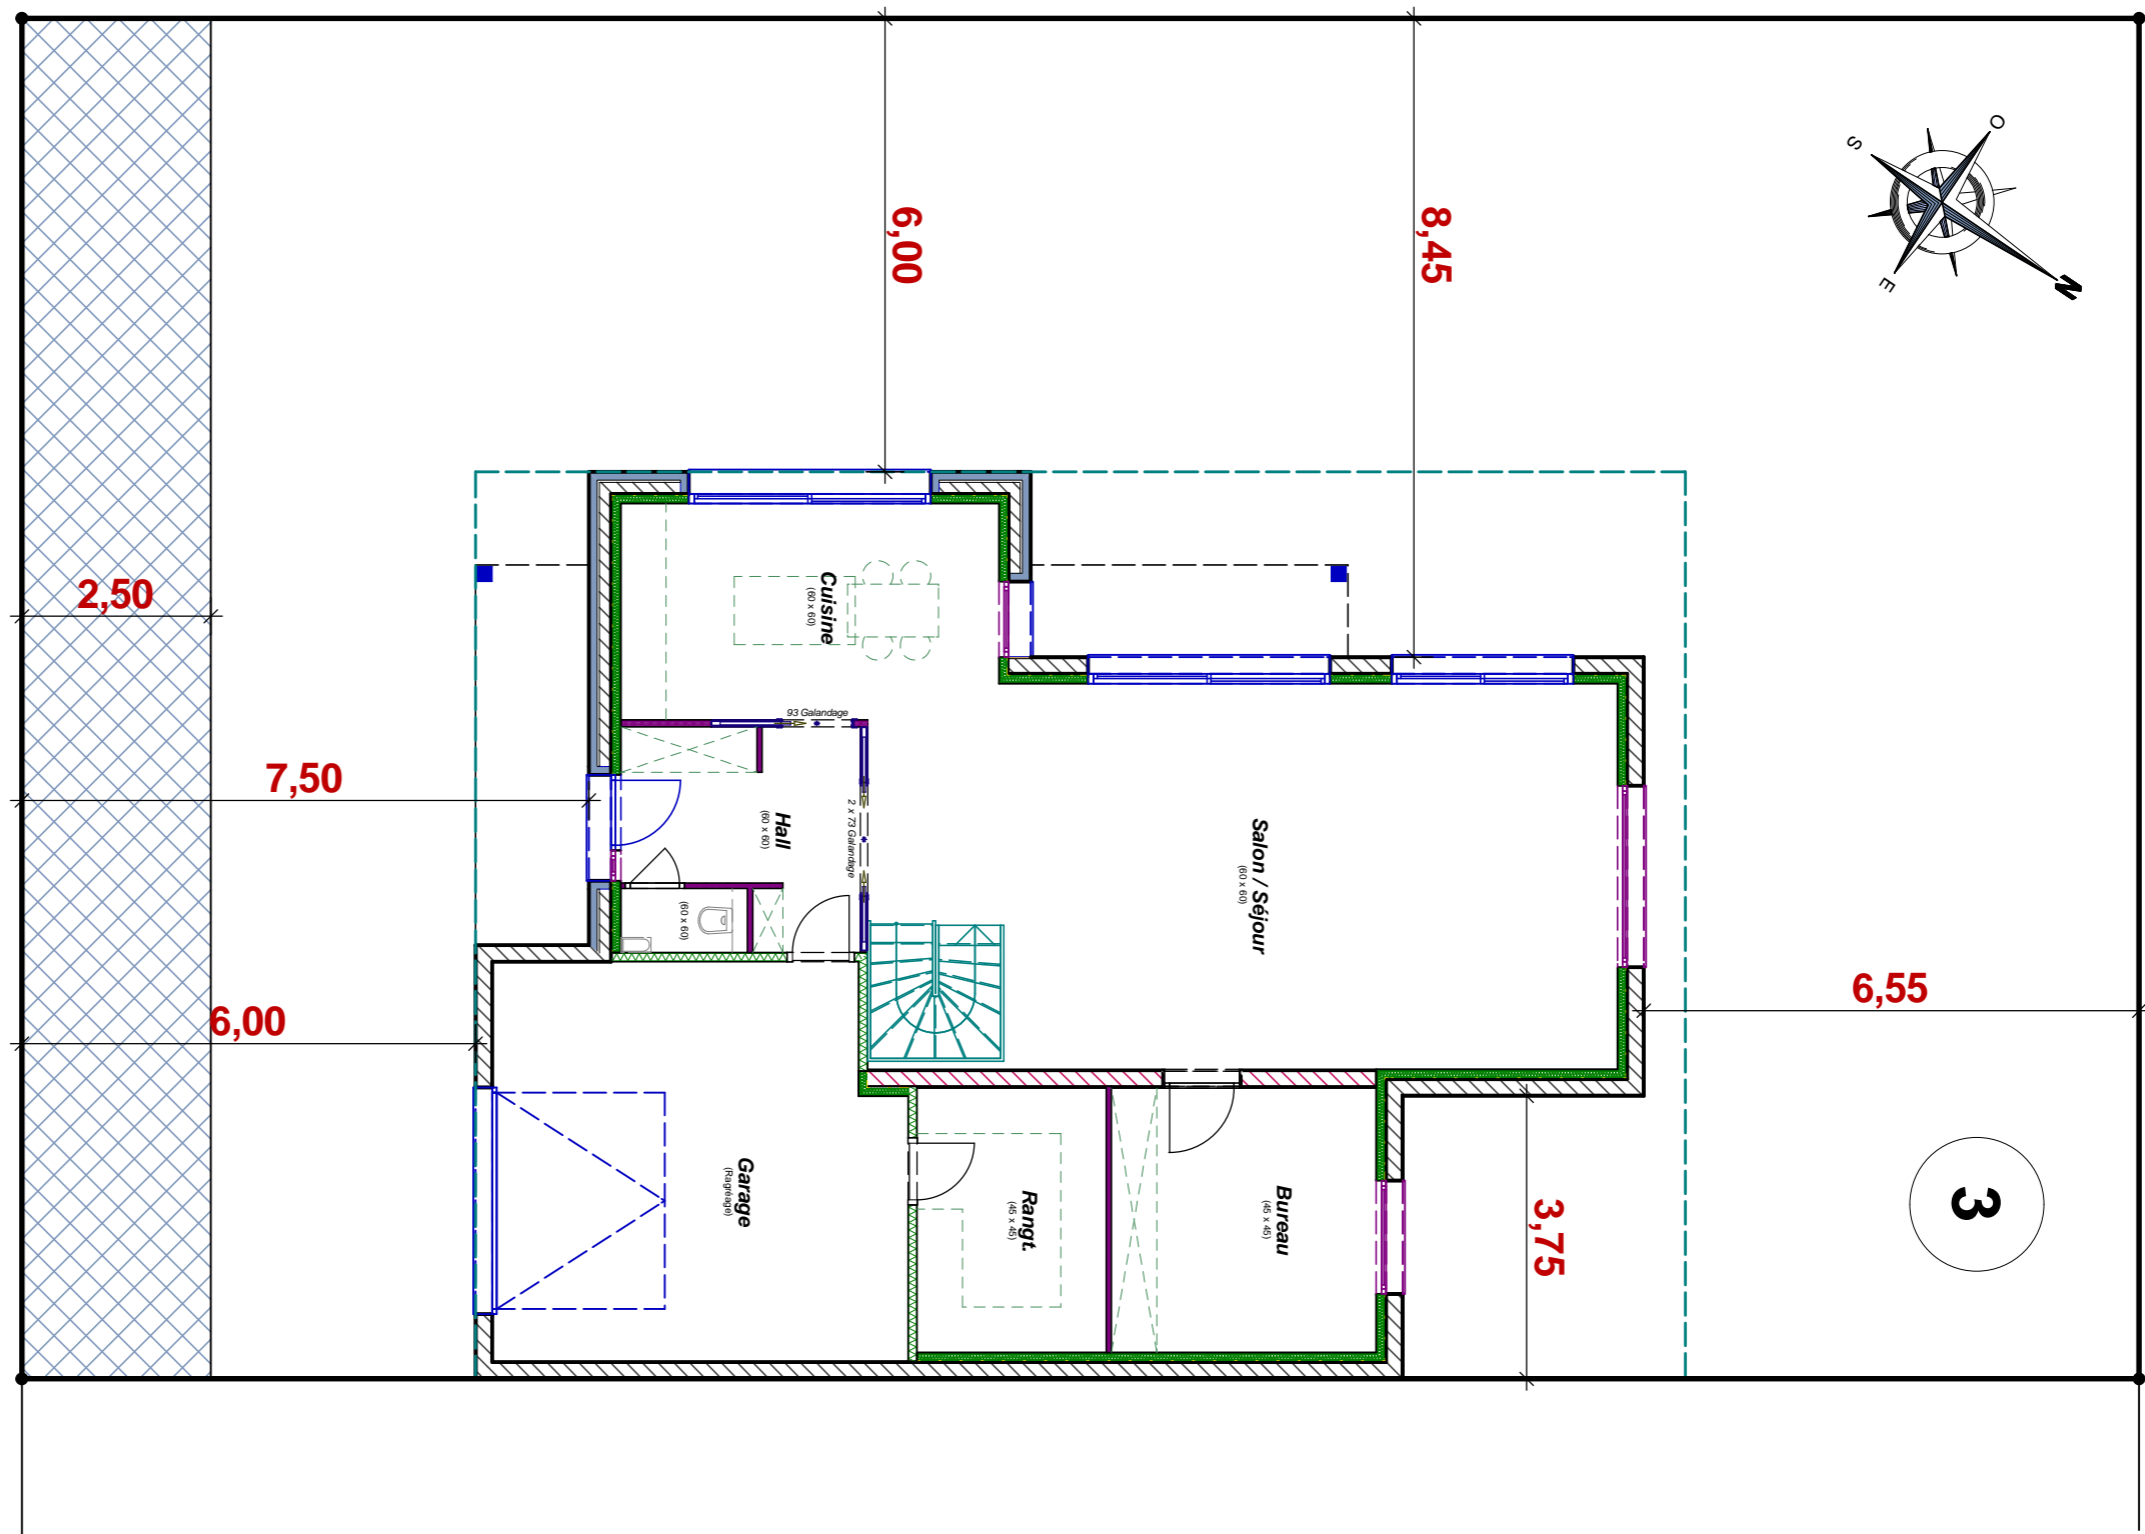 O
S
E
N
6,00
8,45
2,50
Cuisine
(60 x 60)
93 Galandage
7,50
Hall
(60 x 60)
2 x 73 Galandage
Salon / Séjour
(60 x 60)
(60 x 60)
6,00
6,55
Garage
(Ragréage)
Rangt.
(45 x 45)
Bureau
(45 x 45)
3,75
3